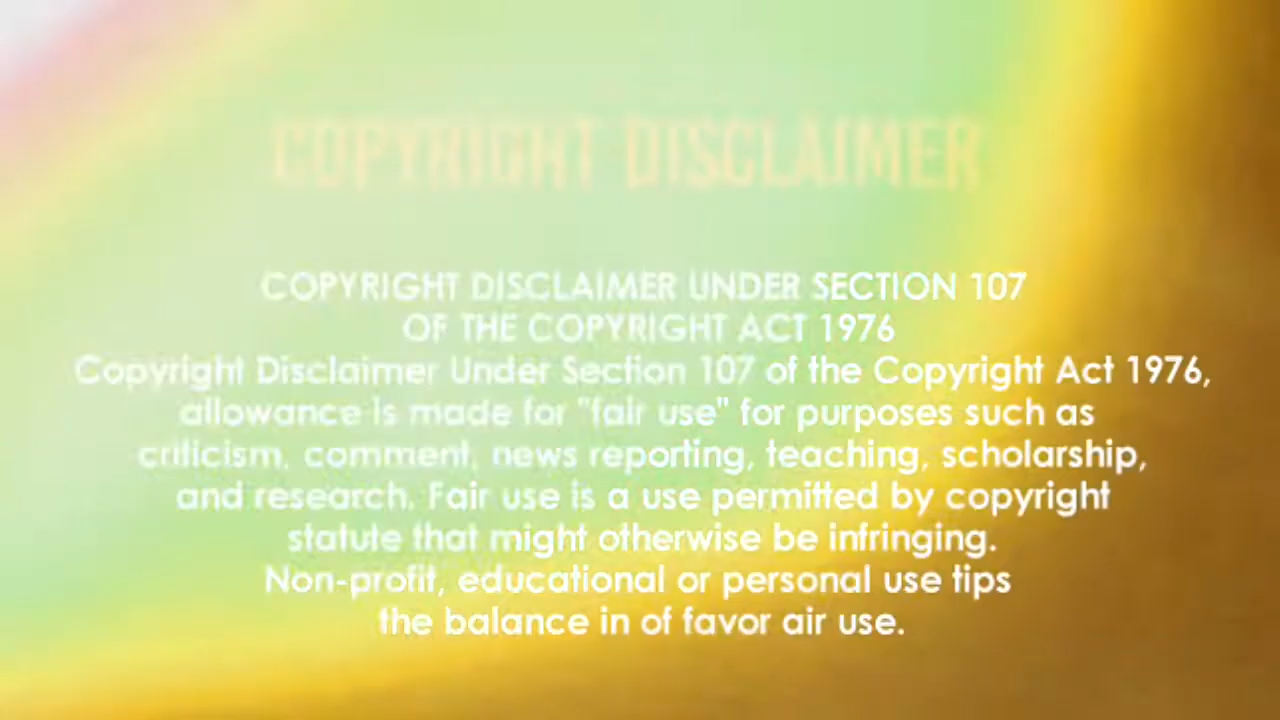 COPYRIGHT DISCLAIMER
COPYRIGHT DISCLAIMER UNDER SECTION 107
OF THE COPYRIGHT ACT 1976
Copyright Disclaimer Under Section 107 of the Copyright Act 1976,
allowance is made for "fair use" for purposes such as
criticism, comment, news reporting, teaching, scholarship,
and research. Fair use is a use permitted by copyright
statute that might otherwise be infringing.
Non-profit, educational or personal use tips
the balance in of favor air use.